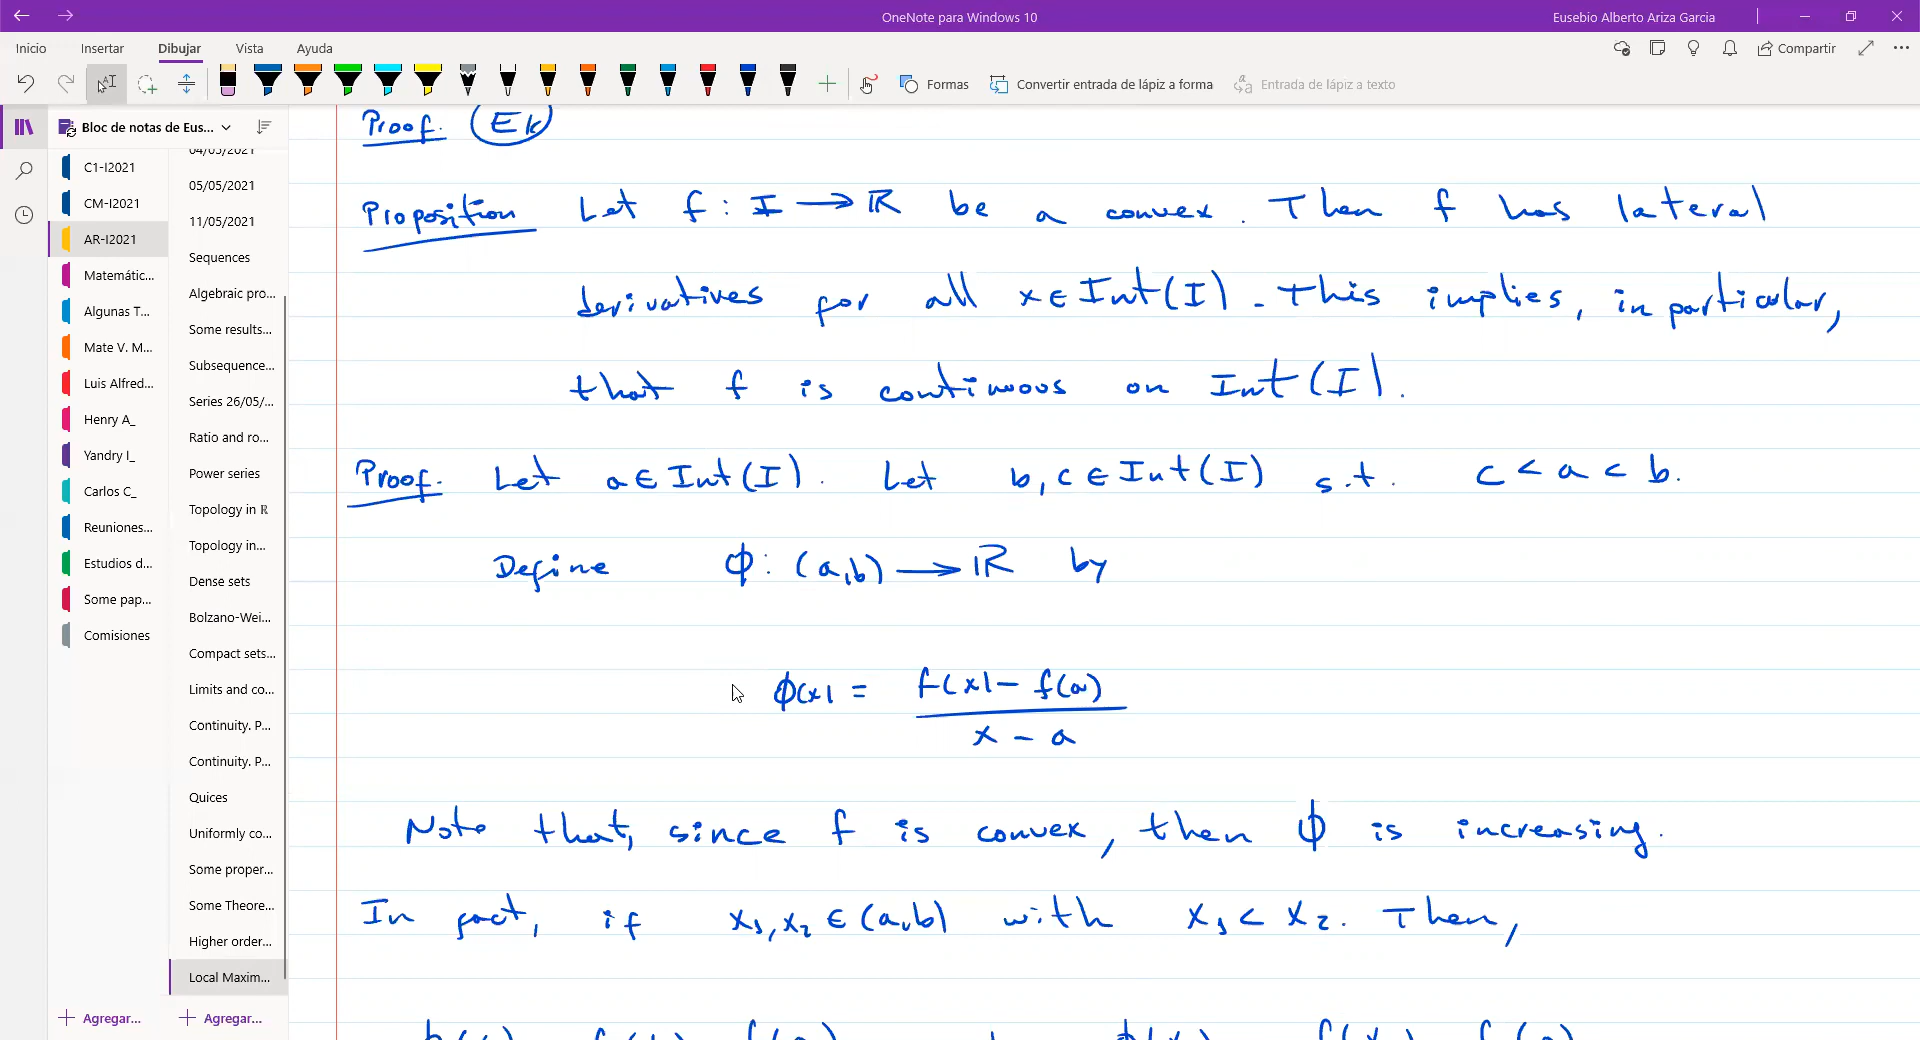 OneNote para Windows 10
Eusebio Alberto Ariza Garcia
Inicio Insertar Dibujar Vista Ayuda
Compartir
Formas
Convertir entrada de lápiz a forma
Entrada de lápiz a texto
Bloc de notas de Eus...
C1-I2021
CM-I2021
AR-I2021
Matemátic...
Algunas T...
Mate V. M...
Luis Alfred...
Henry A_
Yandry I_
Carlos C_
Reuniones...
Estudios d...
Some pap...
Comisiones
Agregar...
04/05/2021
05/05/2021
11/05/2021
Sequences
Algebraic pro...
Some results...
Subsequence...
Series 26/05/...
Ratio and ro...
Power series
Topology in ℝ
Topology in...
Dense sets
Bolzano-Wei...
Compact sets...
Limits and co...
Continuity. P...
Continuity. P...
Quices
Uniformly co...
Some proper...
Some Theore...
Higher order...
Local Maxim...
Agregar...
Proof.
Proposition Let f : I → ℝ be a convex. Then f has lateral
derivatives for all x ∈ Int(I). This implies, in particular,
that f is continuous on Int(I).
Proof. Let a ∈ Int(I). Let b, c ∈ Int(I) s.t. c < a < b.
Define ϕ : (a,b) → ℝ by
ϕ(x) = f(x) - f(a)
x - a
Note that, since f is convex, then ϕ is increasing.
In fact, if x₁, x₂ ∈ (a,b) with x₁ < x₂. Then,